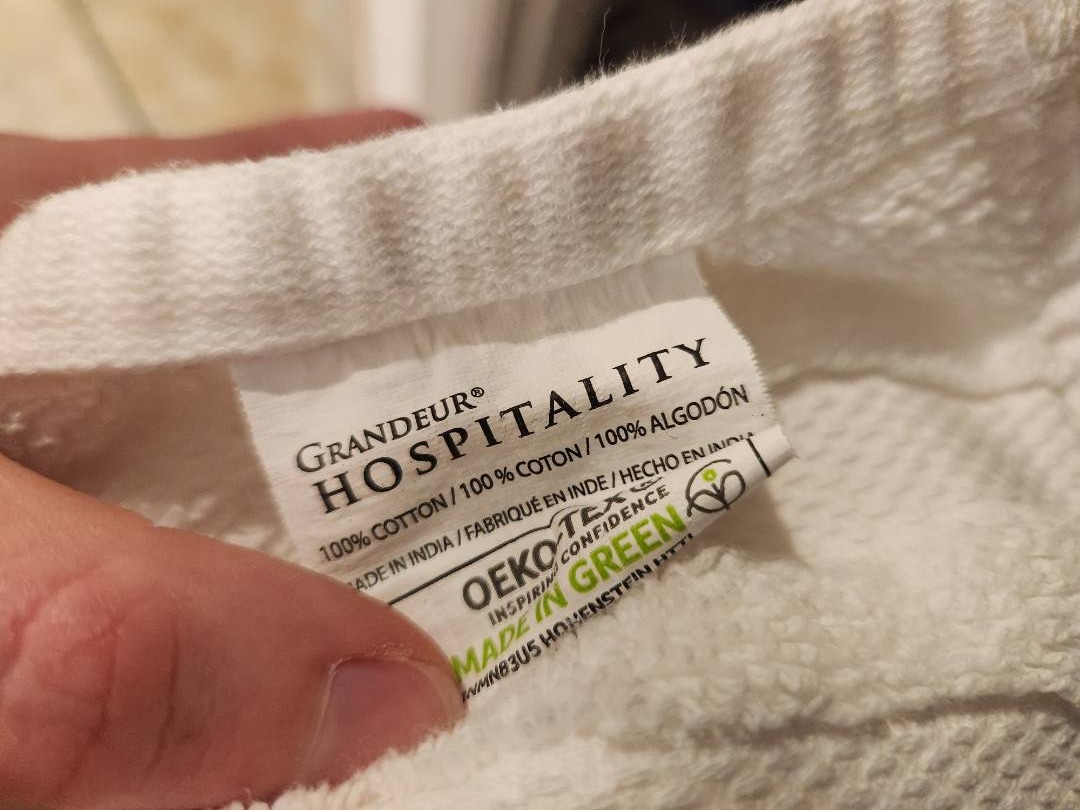 GRANDEUR®
HOSPITALITY
100% COTTON / 100 % COTON / 100% ALGODÓN
MADE IN INDIA / FABRIQUÉ EN INDE / HECHO EN INDIA
OEKO-TEX®
INSPIRING CONFIDENCE
MADE IN GREEN
HOHENSTEIN HTTI